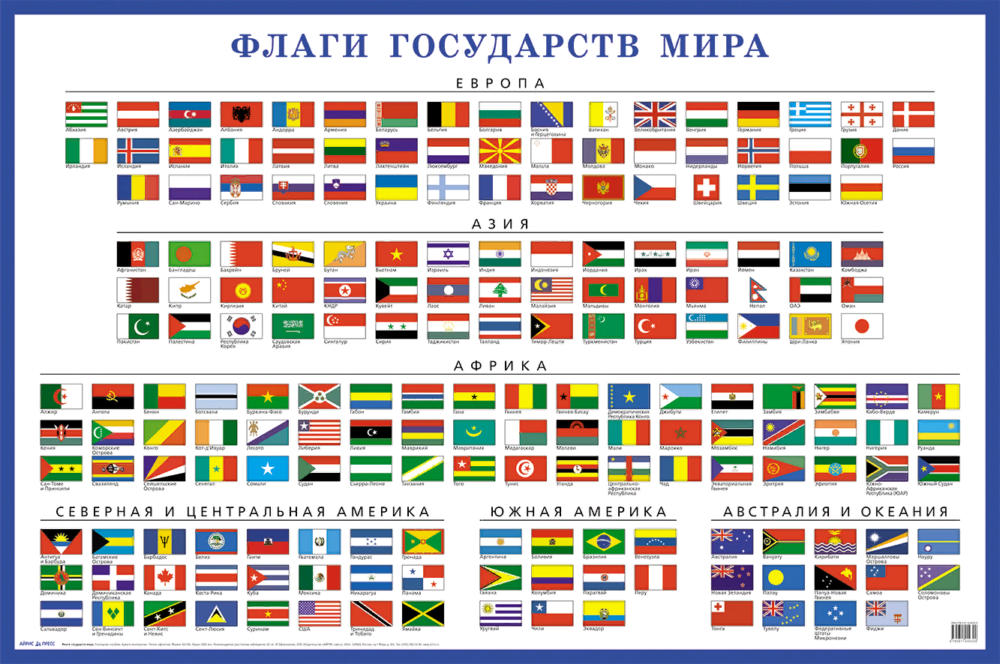 ФЛАГИ ГОСУДАРСТВ МИРА
ЕВРОПА
Абхазия Австрия Азербайджан Албания Андорра Армения Беларусь Бельгия Болгария Босния и Герцеговина Ватикан Великобритания Венгрия Германия Греция Грузия Дания
Ирландия Исландия Испания Италия Латвия Литва Лихтенштейн Люксембург Македония Мальта Молдова Монако Нидерланды Норвегия Польша Португалия Россия
Румыния Сан-Марино Сербия Словакия Словения Украина Финляндия Франция Хорватия Черногория Чехия Швейцария Швеция Эстония Южная Осетия
АЗИЯ
Афганистан Бангладеш Бахрейн Бруней Бутан Вьетнам Израиль Индия Индонезия Иордания Ирак Иран Йемен Казахстан Камбоджа
Катар Кипр Киргизия Китай КНДР Кувейт Лаос Ливан Малайзия Мальдивы Монголия Мьянма Непал ОАЭ Оман
Пакистан Палестина Республика Корея Саудовская Аравия Сингапур Сирия Таджикистан Таиланд Тимор-Лешти Туркменистан Турция Узбекистан Филиппины Шри-Ланка Япония
АФРИКА
Алжир Ангола Бенин Ботсвана Буркина-Фасо Бурунди Габон Гамбия Гана Гвинея Гвинея-Бисау Демократическая Республика Конго Джибути Египет Замбия Зимбабве Кабо-Верде Камерун
Кения Коморские Острова Конго Кот-д'Ивуар Лесото Либерия Ливия Маврикий Мавритания Мадагаскар Малави Мали Марокко Мозамбик Намибия Нигер Нигерия Руанда
Сан-Томе и Принсипи Свазиленд Сейшельские Острова Сенегал Сомали Судан Сьерра-Леоне Танзания Того Тунис Уганда Центрально-африканская Республика Чад Экваториальная Гвинея Эритрея Эфиопия Южно-Африканская Республика (ЮАР) Южный Судан
СЕВЕРНАЯ И ЦЕНТРАЛЬНАЯ АМЕРИКА
Антигуа и Барбуда Багамские Острова Барбадос Белиз Гаити Гватемала Гондурас Гренада
Доминика Доминиканская Республика Канада Коста-Рика Куба Мексика Никарагуа Панама
Сальвадор Сен-Винсент и Гренадины Сент-Китс и Невис Сент-Люсия Суринам США Тринидад и Тобаго Ямайка
ЮЖНАЯ АМЕРИКА
Аргентина Боливия Бразилия Венесуэла
Гайана Колумбия Парагвай Перу
Уругвай Чили Эквадор
АВСТРАЛИЯ И ОКЕАНИЯ
Австралия Вануату Кирибати Маршалловы Острова Науру
Новая Зеландия Палау Папуа-Новая Гвинея Самоа Соломоновы Острова
Тонга Тувалу Федеративные Штаты Микронезии Фиджи
АЙРИС ПРЕСС
Флаги государств мира.